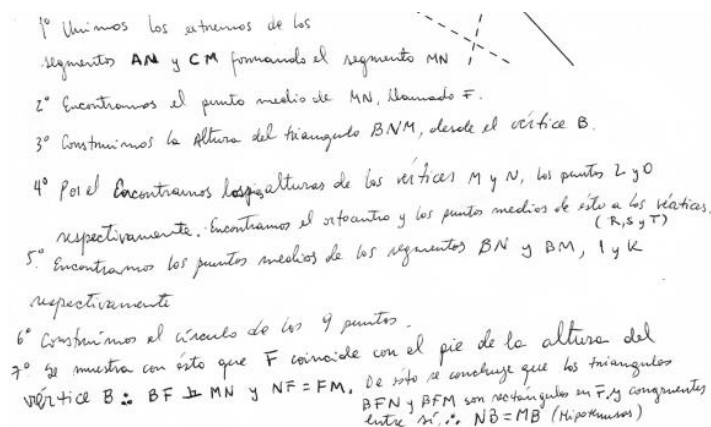 1º Unimos los extremos de los
segmentos AN y CM formando el segmento MN
2º Encontramos el punto medio de MN, llamado F.
3º Construimos la Altura del triangulo BNM, desde el vértice B.
4º Por el Encontramos los pies alturas de los vertices M y N, los puntos L y O
respectivamente. Encontramos el ortocentro y los puntos medios de éste a los vértices.
(R, S y T)
5º Encontramos los puntos medios de los segmentos BN y BM, I y K
respectivamente
6º Construimos el círculo de los 9 puntos.
7º Se muestra con ésto que F coincide con el pie de la altura del
vértice B ∴ BF ⊥ MN y NF = FM. De ésto se concluye que los triangulos
BFN y BFM son rectángulos en F, y congruentes
entre sí, ∴ NB = MB (Hipotenusas)